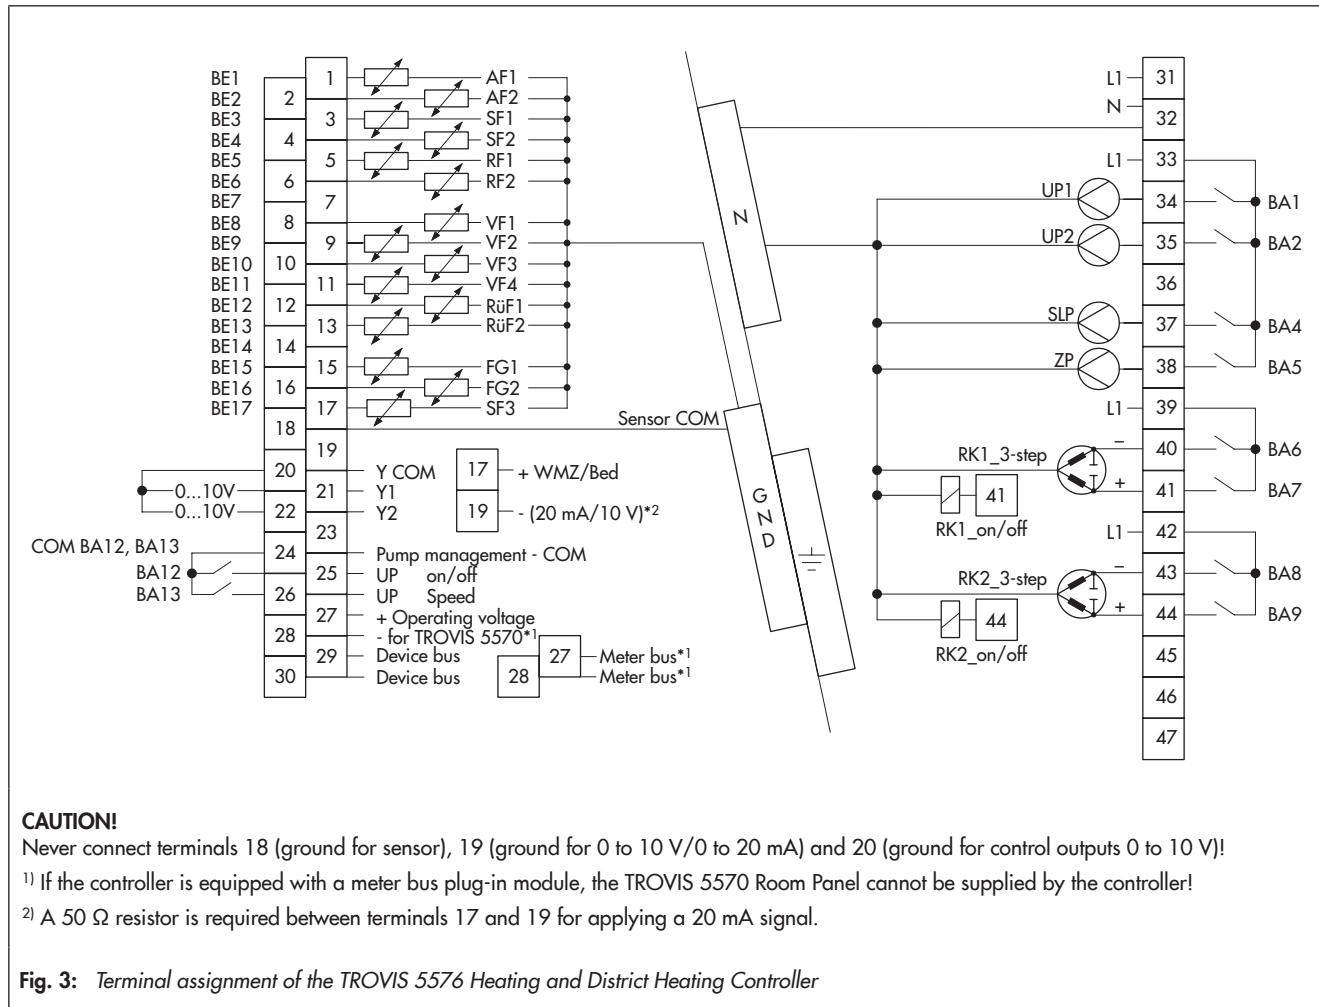 BE1 1 AF1
BE2 2 AF2
BE3 3 SF1
BE4 4 SF2
BE5 5 RF1
BE6 6 RF2
BE7 7
BE8 8 VF1
BE9 9 VF2
BE10 10 VF3
BE11 11 VF4
BE12 12 RüF1
BE13 13 RüF2
BE14 14
BE15 15 FG1
BE16 16 FG2
BE17 17 SF3
18 Sensor COM
19
20 Y COM
0...10V 21 Y1
0...10V 22 Y2
17 + WMZ/Bed
19 - (20 mA/10 V)*2
23
COM BA12, BA13 24 Pump management - COM
BA12 25 UP on/off
BA13 26 UP Speed
27 + Operating voltage
28 - for TROVIS 5570*1
29 Device bus
30 Device bus
27 Meter bus*1
28 Meter bus*1
N
GND
L1 31
N 32
L1 33
UP1 34 BA1
UP2 35 BA2
36
SLP 37 BA4
ZP 38 BA5
L1 39
RK1_3-step – 40 BA6
+ 41 BA7
41
RK1_on/off
L1 42
RK2_3-step – 43 BA8
+ 44 BA9
44
RK2_on/off
45
46
47
CAUTION!
Never connect terminals 18 (ground for sensor), 19 (ground for 0 to 10 V/0 to 20 mA) and 20 (ground for control outputs 0 to 10 V)!
1) If the controller is equipped with a meter bus plug-in module, the TROVIS 5570 Room Panel cannot be supplied by the controller!
2) A 50 Ω resistor is required between terminals 17 and 19 for applying a 20 mA signal.
Fig. 3: Terminal assignment of the TROVIS 5576 Heating and District Heating Controller